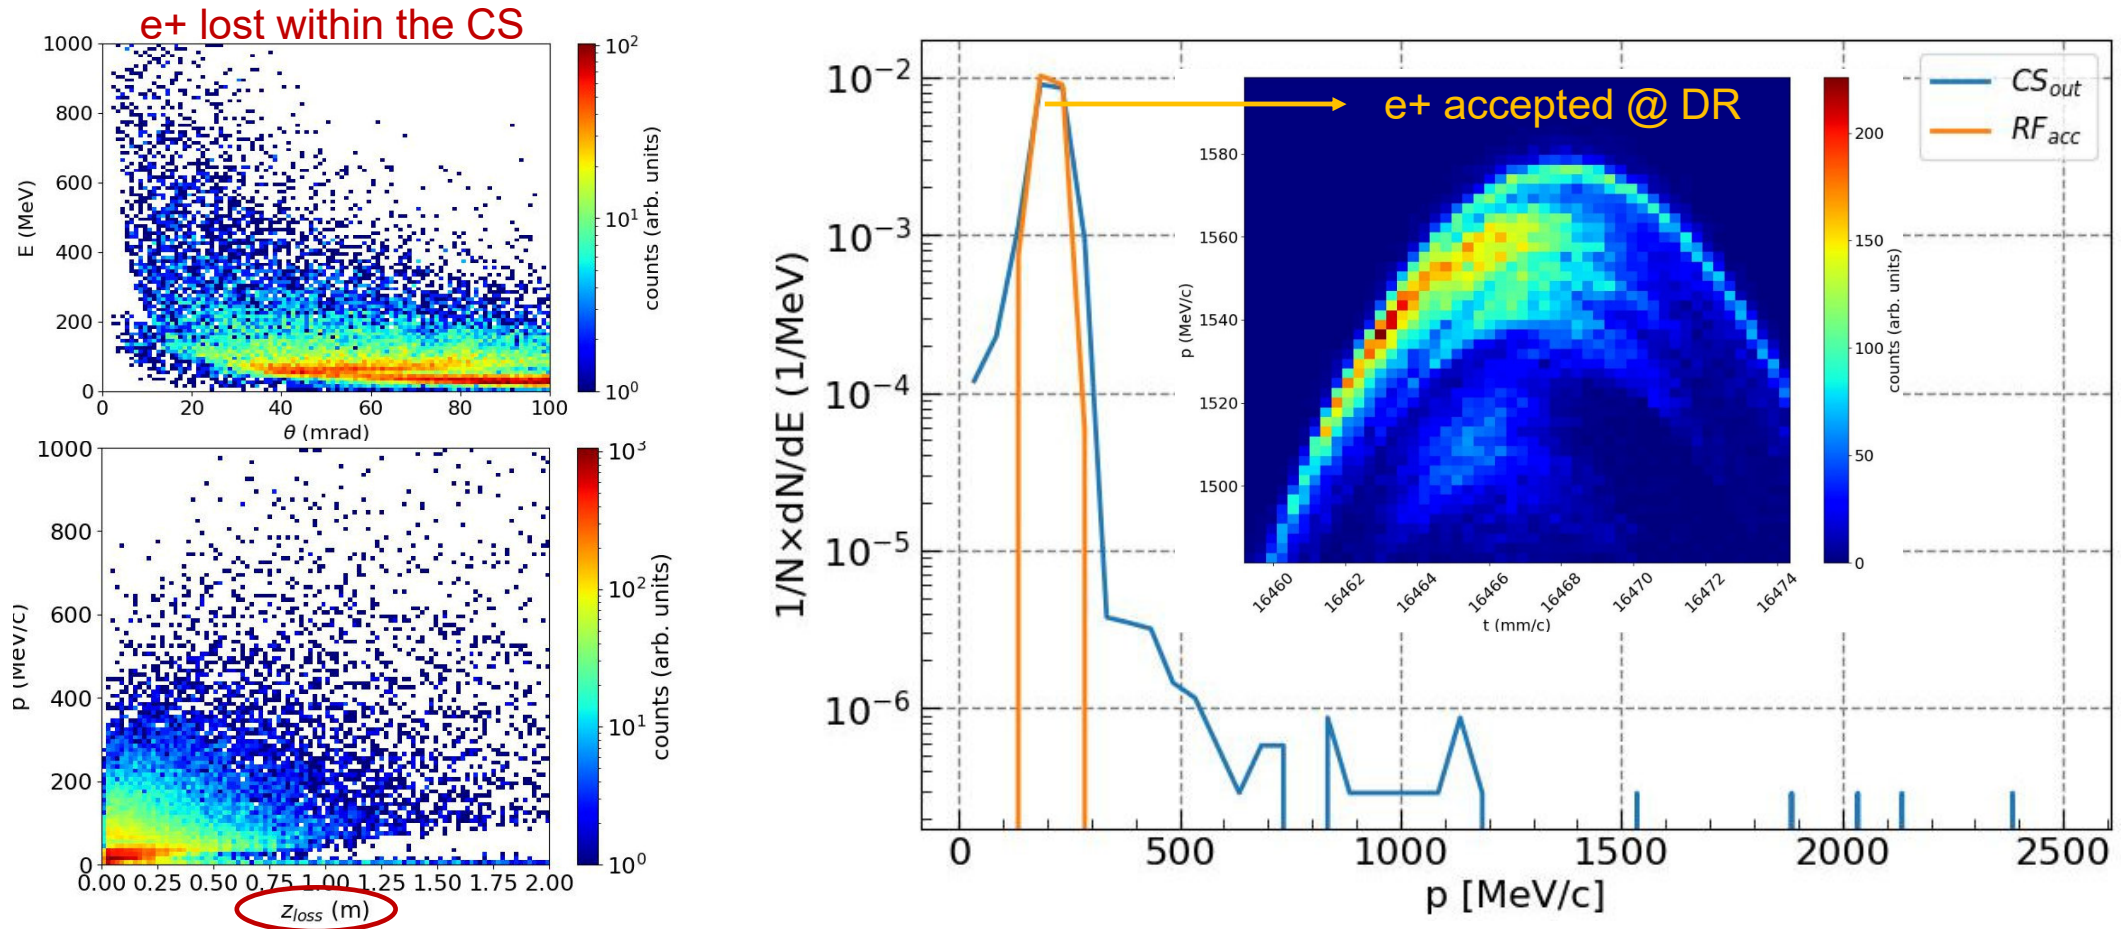 e+ lost within the CS
1000
800
600
400
200
0
E (MeV)
0 20 40 60 80 100
θ (mrad)
10²
10¹
10⁰
counts (arb. units)
1000
800
600
400
200
0
p (MeV/c)
0.00 0.25 0.50 0.75 1.00 1.25 1.50 1.75 2.00
z_loss (m)
10³
10²
10¹
10⁰
counts (arb. units)
10⁻²
10⁻³
10⁻⁴
10⁻⁵
10⁻⁶
1/N×dN/dE (1/MeV)
0 500 1000 1500 2000 2500
p [MeV/c]
CS_out
RF_acc
e+ accepted @ DR
1580
1560
1540
1520
1500
p (MeV/c)
16460 16462 16464 16466 16468 16470 16472 16474
t (mm/c)
200
150
100
50
0
counts (arb. units)